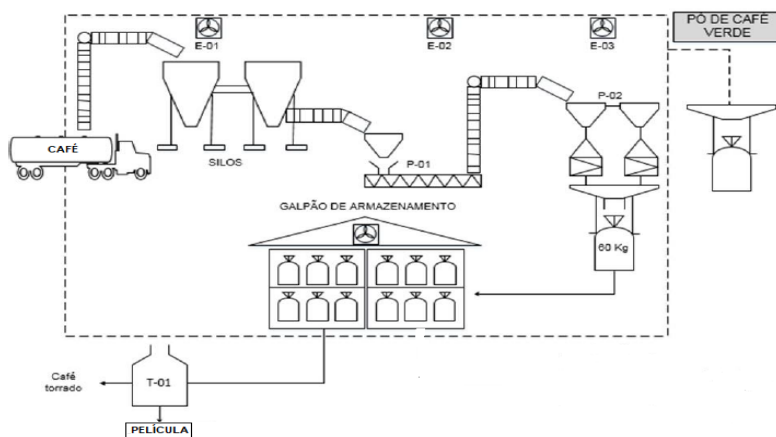 PÓ DE CAFÉ
VERDE
E-01
E-02
E-03
P-02
CAFÉ
SILOS
P-01
GALPÃO DE ARMAZENAMENTO
60 Kg
Café
torrado
T-01
PELÍCULA